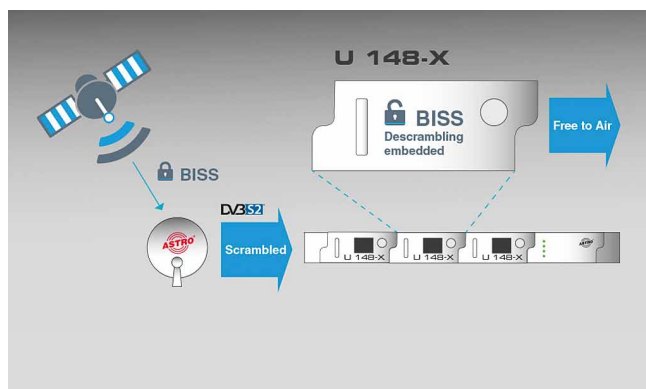 U 148-X
BISS
Descrambling
embedded
Free to Air
BISS
DVB S2
ASTRO
Scrambled
U 148-X
U 148-X
U 148-X
ASTRO